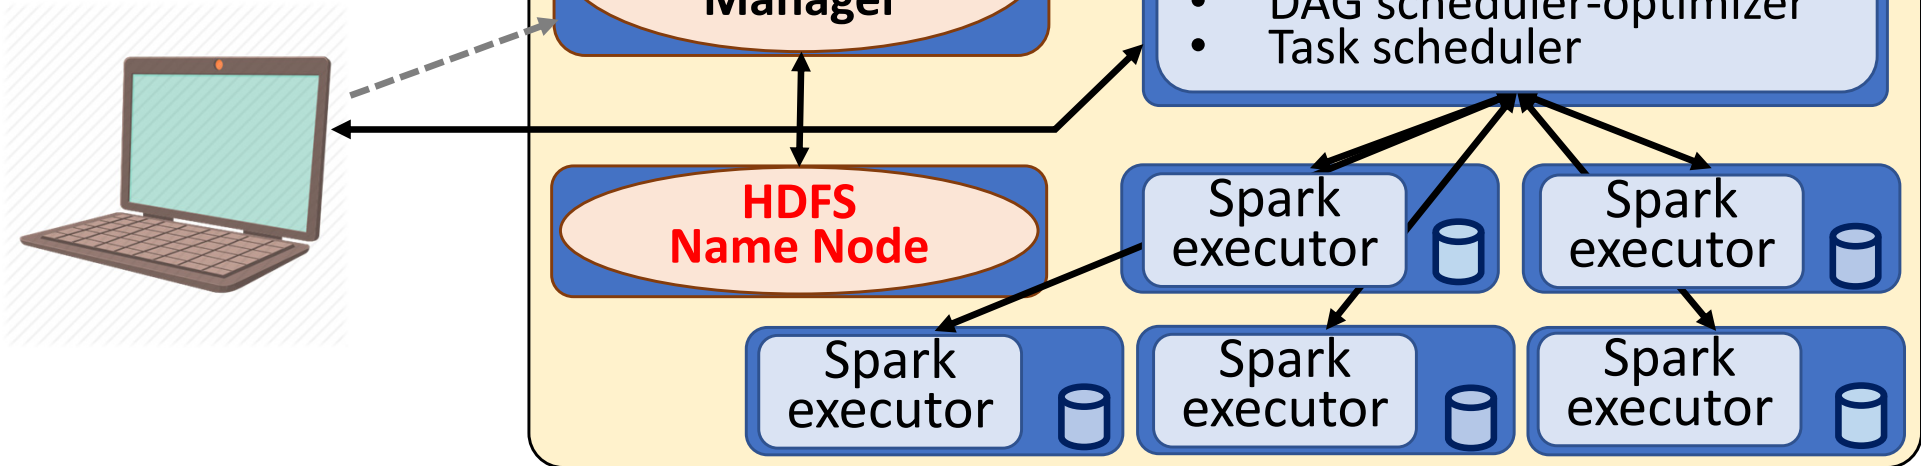 Manager
• DAG scheduler-optimizer
• Task scheduler
HDFS
Name Node
Spark
executor
Spark
executor
Spark
executor
Spark
executor
Spark
executor